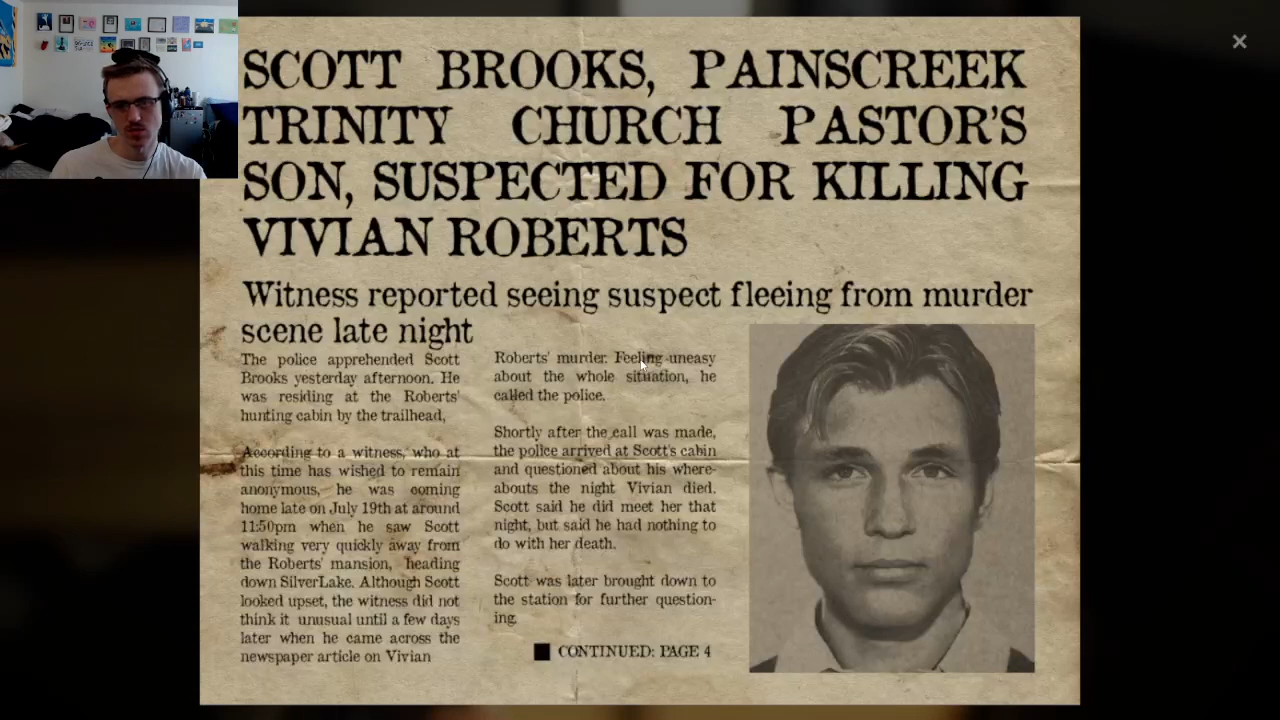 SCOTT BROOKS, PAINSCREEK
TRINITY CHURCH PASTOR'S
SON, SUSPECTED FOR KILLING
VIVIAN ROBERTS
Witness reported seeing suspect fleeing from murder
scene late night
The police apprehended Scott
Brooks yesterday afternoon. He
was residing at the Roberts'
hunting cabin by the trailhead,
According to a witness, who at
this time has wished to remain
anonymous, he was coming
home late on July 19th at around
11:50pm when he saw Scott
walking very quickly away from
the Roberts' mansion, heading
down SilverLake. Although Scott
looked upset, the witness did not
think it unusual until a few days
later when he came across the
newspaper article on Vivian
Roberts' murder. Feeling uneasy
about the whole situation, he
called the police.
Shortly after the call was made,
the police arrived at Scott's cabin
and questioned about his where-
abouts the night Vivian died.
Scott said he did meet her that
night, but said he had nothing to
do with her death.
Scott was later brought down to
the station for further question-
ing.
CONTINUED: PAGE 4